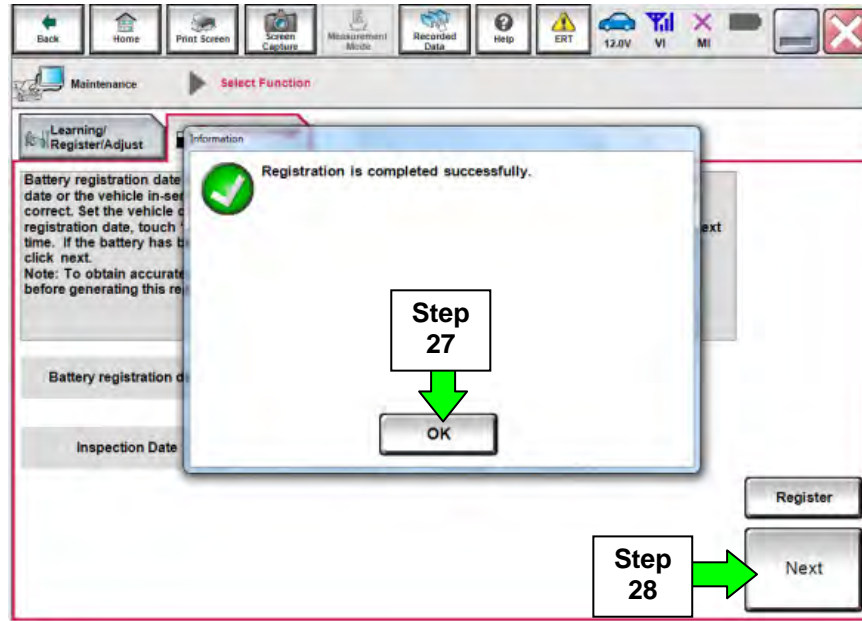 Back
Home
Print Screen
Screen
Capture
Measurement
Mode
Recorded
Data
Help
ERT
12.0V
VI
MI
Maintenance
Select Function
Learning/
Register/Adjust
Information
Registration is completed successfully.
Battery registration date
date or the vehicle in-ser
correct. Set the vehicle
registration date, touch
ext
time. If the battery has b
click next.
Note: To obtain accurate
before generating this re
Step
27
Battery registration d
OK
Inspection Date
Register
Step
28
Next